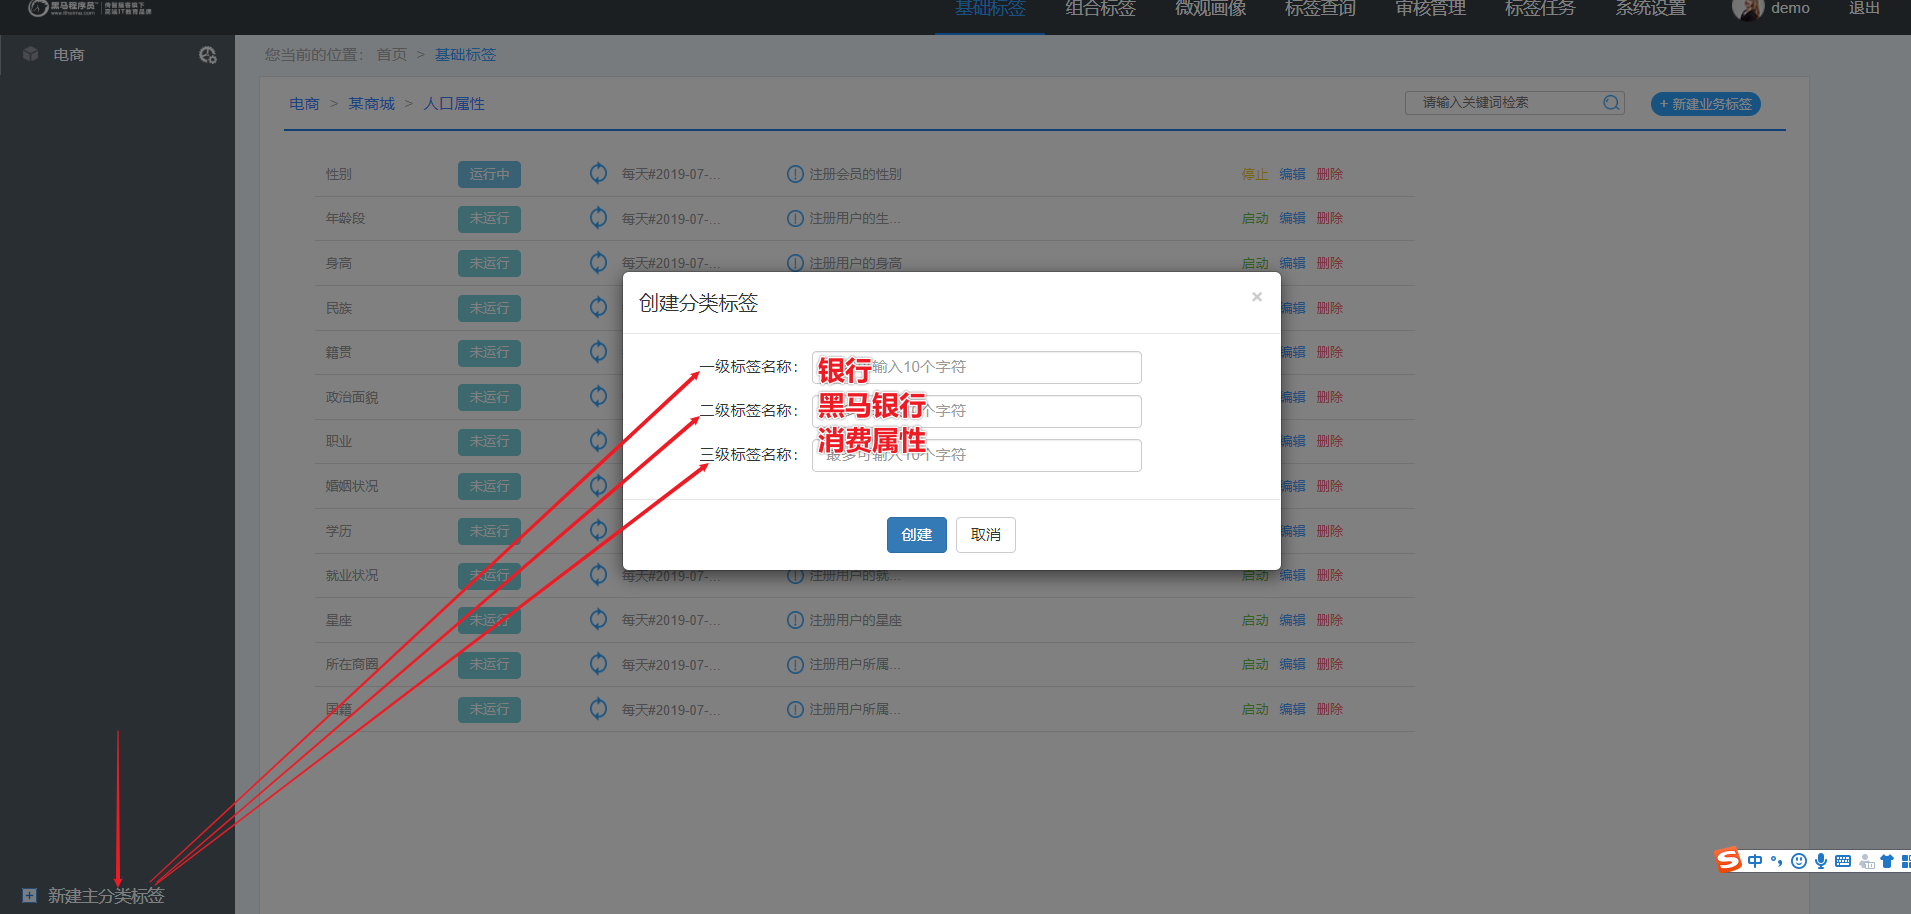 黑马程序员
www.itheima.com
传智播客旗下
高端IT教育品牌
基础标签 组合标签 微观画像 标签查询 审核管理 标签任务 系统设置 demo 退出
电商
您当前的位置： 首页 > 基础标签
电商 > 某商城 > 人口属性
请输入关键词检索
+ 新建业务标签
性别 运行中 每天#2019-07-... 注册会员的性别 停止 编辑 删除
年龄段 未运行 每天#2019-07-... 注册用户的生... 启动 编辑 删除
身高 未运行 每天#2019-07-... 注册用户的身高 启动 编辑 删除
民族 未运行 编辑 删除
籍贯 未运行 编辑 删除
政治面貌 未运行 编辑 删除
职业 未运行 编辑 删除
婚姻状况 未运行 编辑 删除
学历 未运行 编辑 删除
就业状况 未运行 每天#2019-07-... 注册用户的就... 启动 编辑 删除
星座 未运行 每天#2019-07-... 注册用户的星座 启动 编辑 删除
所在商圈 未运行 每天#2019-07-... 注册用户所属... 启动 编辑 删除
国籍 未运行 每天#2019-07-... 注册用户所属... 启动 编辑 删除
创建分类标签 ×
一级标签名称： 银行 输入10个字符
二级标签名称： 黑马银行 个字符
三级标签名称： 消费属性 最多可输入10个字符
创建 取消
新建主分类标签
中